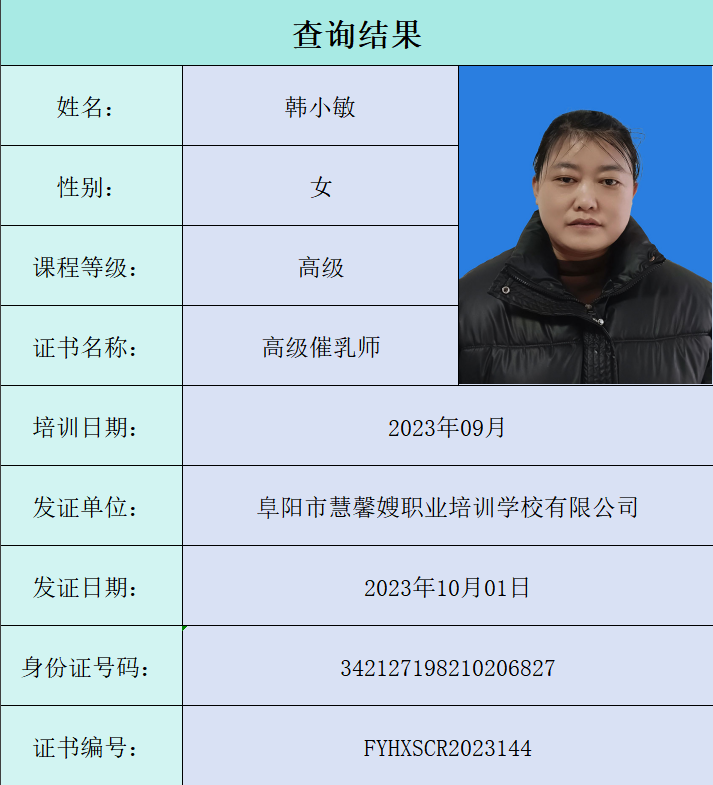 查询结果
姓名： 韩小敏
性别： 女
课程等级： 高级
证书名称： 高级催乳师
培训日期： 2023年09月
发证单位： 阜阳市慧馨嫂职业培训学校有限公司
发证日期： 2023年10月01日
身份证号码： 342127198210206827
证书编号： FYHXSCR2023144